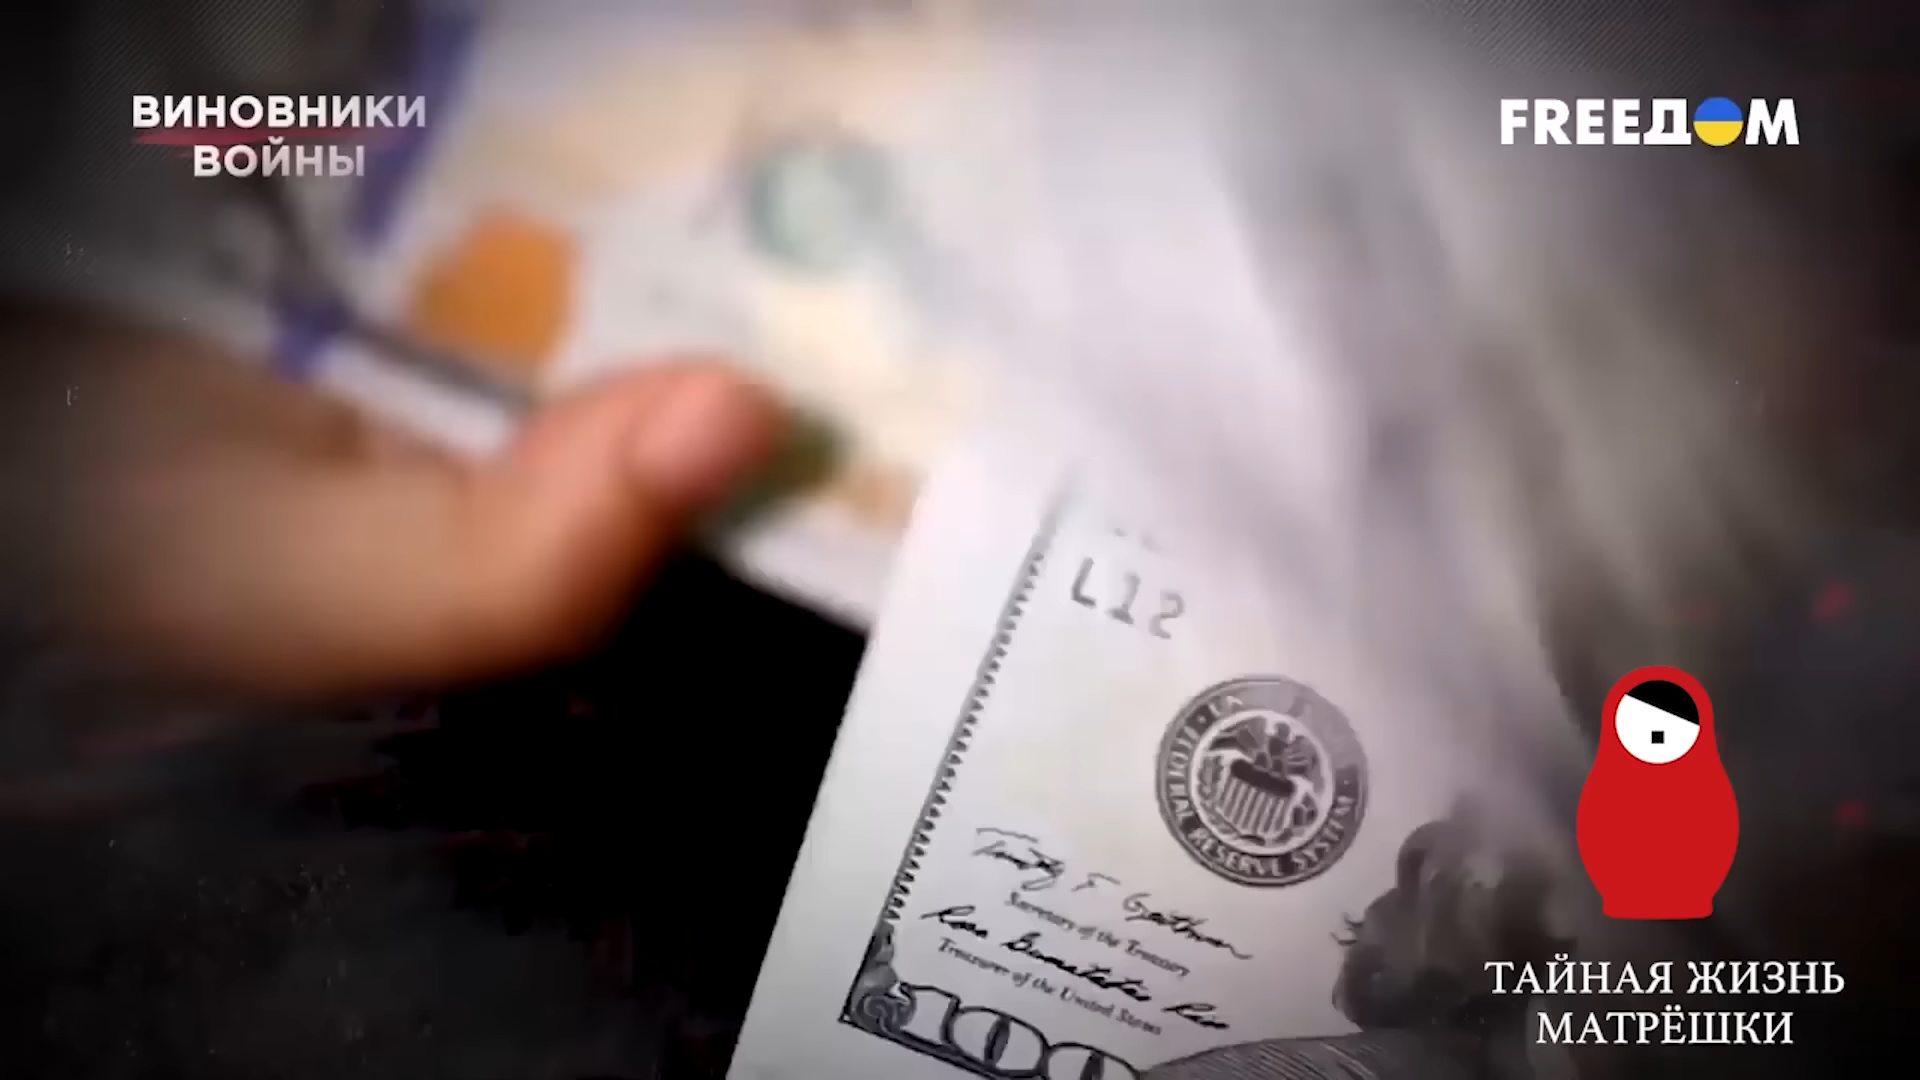 ВИНОВНИКИ
ВОЙНЫ
FREEДOM
L12
FEDERAL RESERVE SYSTEM
Secretary of the Treasury
Treasurer of the United States
100
ТАЙНАЯ ЖИЗНЬ
МАТРЁШКИ